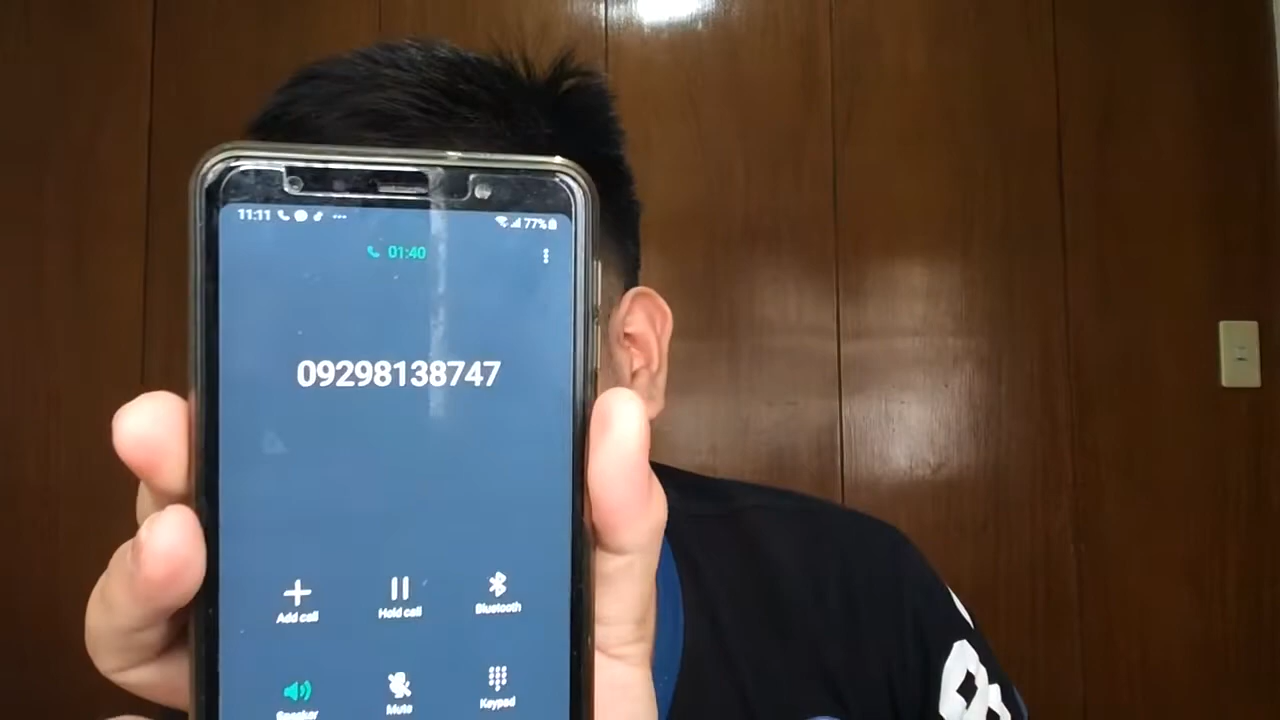 11:11 77%
01:40
09298138747
Add call Hold call Bluetooth
Speaker Mute Keypad